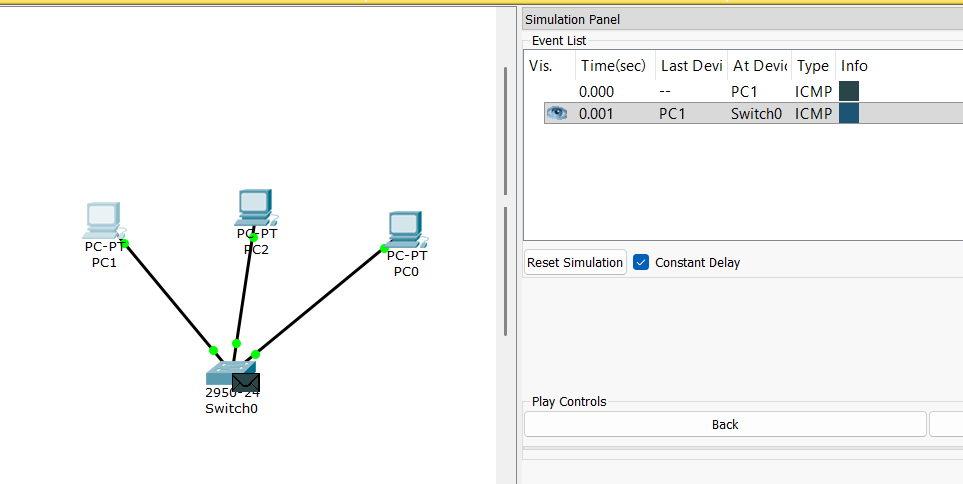 Simulation Panel
Event List
Vis. Time(sec) Last Devi At Devic Type Info
0.000 -- PC1 ICMP
0.001 PC1 Switch0 ICMP
PC-PT
PC1
PC-PT
PC2
PC-PT
PC0
2950-24
Switch0
Reset Simulation Constant Delay
Play Controls
Back